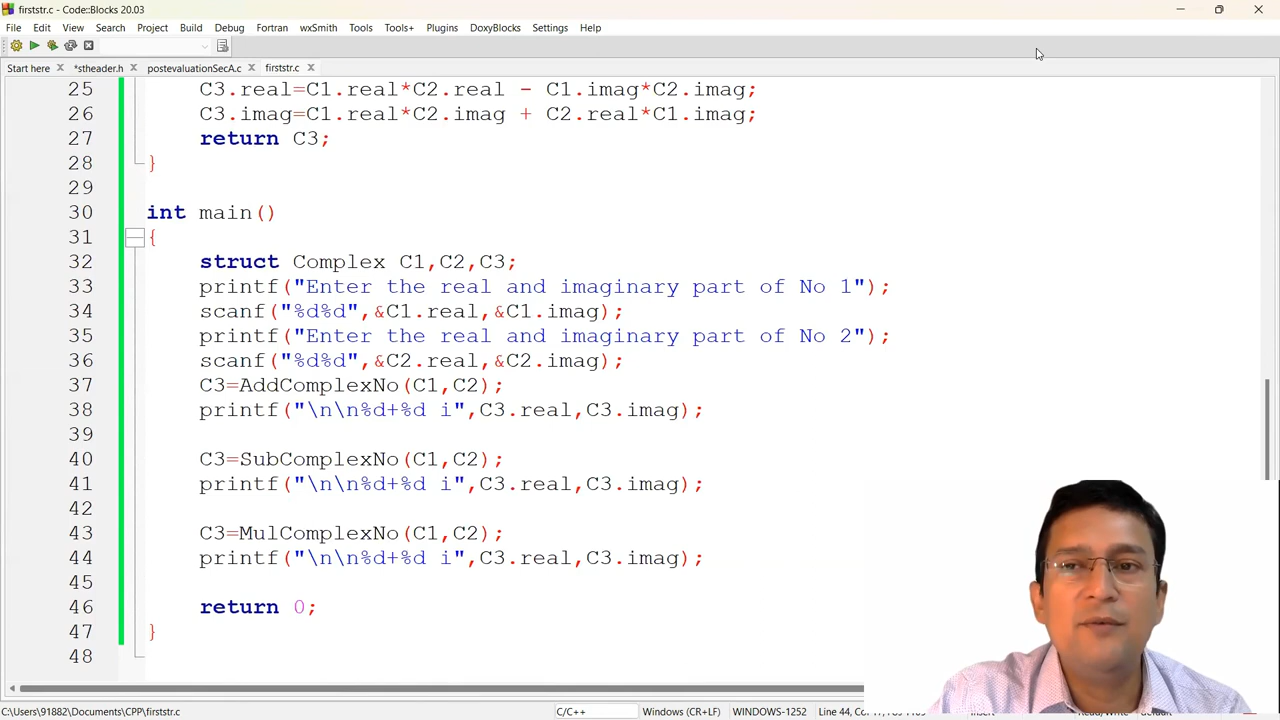 firststr.c - Code::Blocks 20.03
File Edit View Search Project Build Debug Fortran wxSmith Tools Tools+ Plugins DoxyBlocks Settings Help
Start here *stheader.h postevaluationSecA.c firststr.c
25 C3.real=C1.real*C2.real - C1.imag*C2.imag;
26 C3.imag=C1.real*C2.imag + C2.real*C1.imag;
27 return C3;
28 }
29
30 int main()
31 {
32 struct Complex C1,C2,C3;
33 printf("Enter the real and imaginary part of No 1");
34 scanf("%d%d",&C1.real,&C1.imag);
35 printf("Enter the real and imaginary part of No 2");
36 scanf("%d%d",&C2.real,&C2.imag);
37 C3=AddComplexNo(C1,C2);
38 printf("\n\n%d+%d i",C3.real,C3.imag);
39
40 C3=SubComplexNo(C1,C2);
41 printf("\n\n%d+%d i",C3.real,C3.imag);
42
43 C3=MulComplexNo(C1,C2);
44 printf("\n\n%d+%d i",C3.real,C3.imag);
45
46 return 0;
47 }
48
C:\Users\91882\Documents\CPP\firststr.c C/C++ Windows (CR+LF) WINDOWS-1252